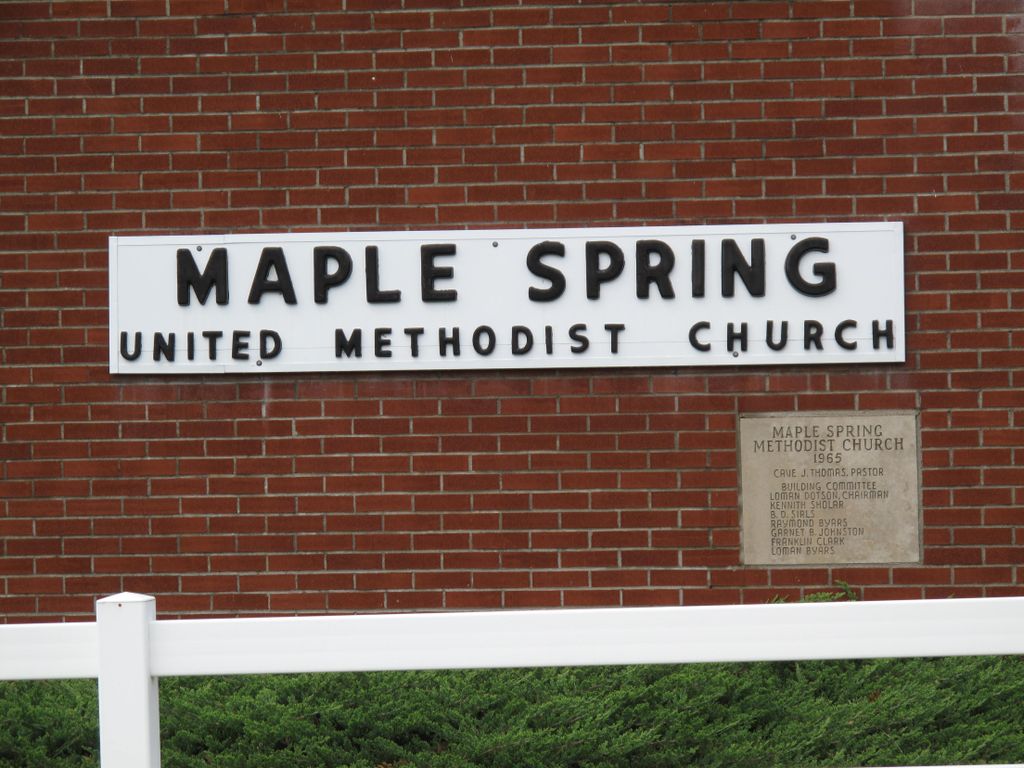 MAPLE SPRING
UNITED METHODIST CHURCH
MAPLE SPRING
METHODIST CHURCH
1965
CAVE J. THOMAS, PASTOR
BUILDING COMMITTEE
LOMAN DOTSON, CHAIRMAN
KENNITH SHOLAR
B. D. SIRLS
RAYMOND BYARS
GARNET B. JOHNSTON
FRANKLIN CLARK
LOMAN BYARS